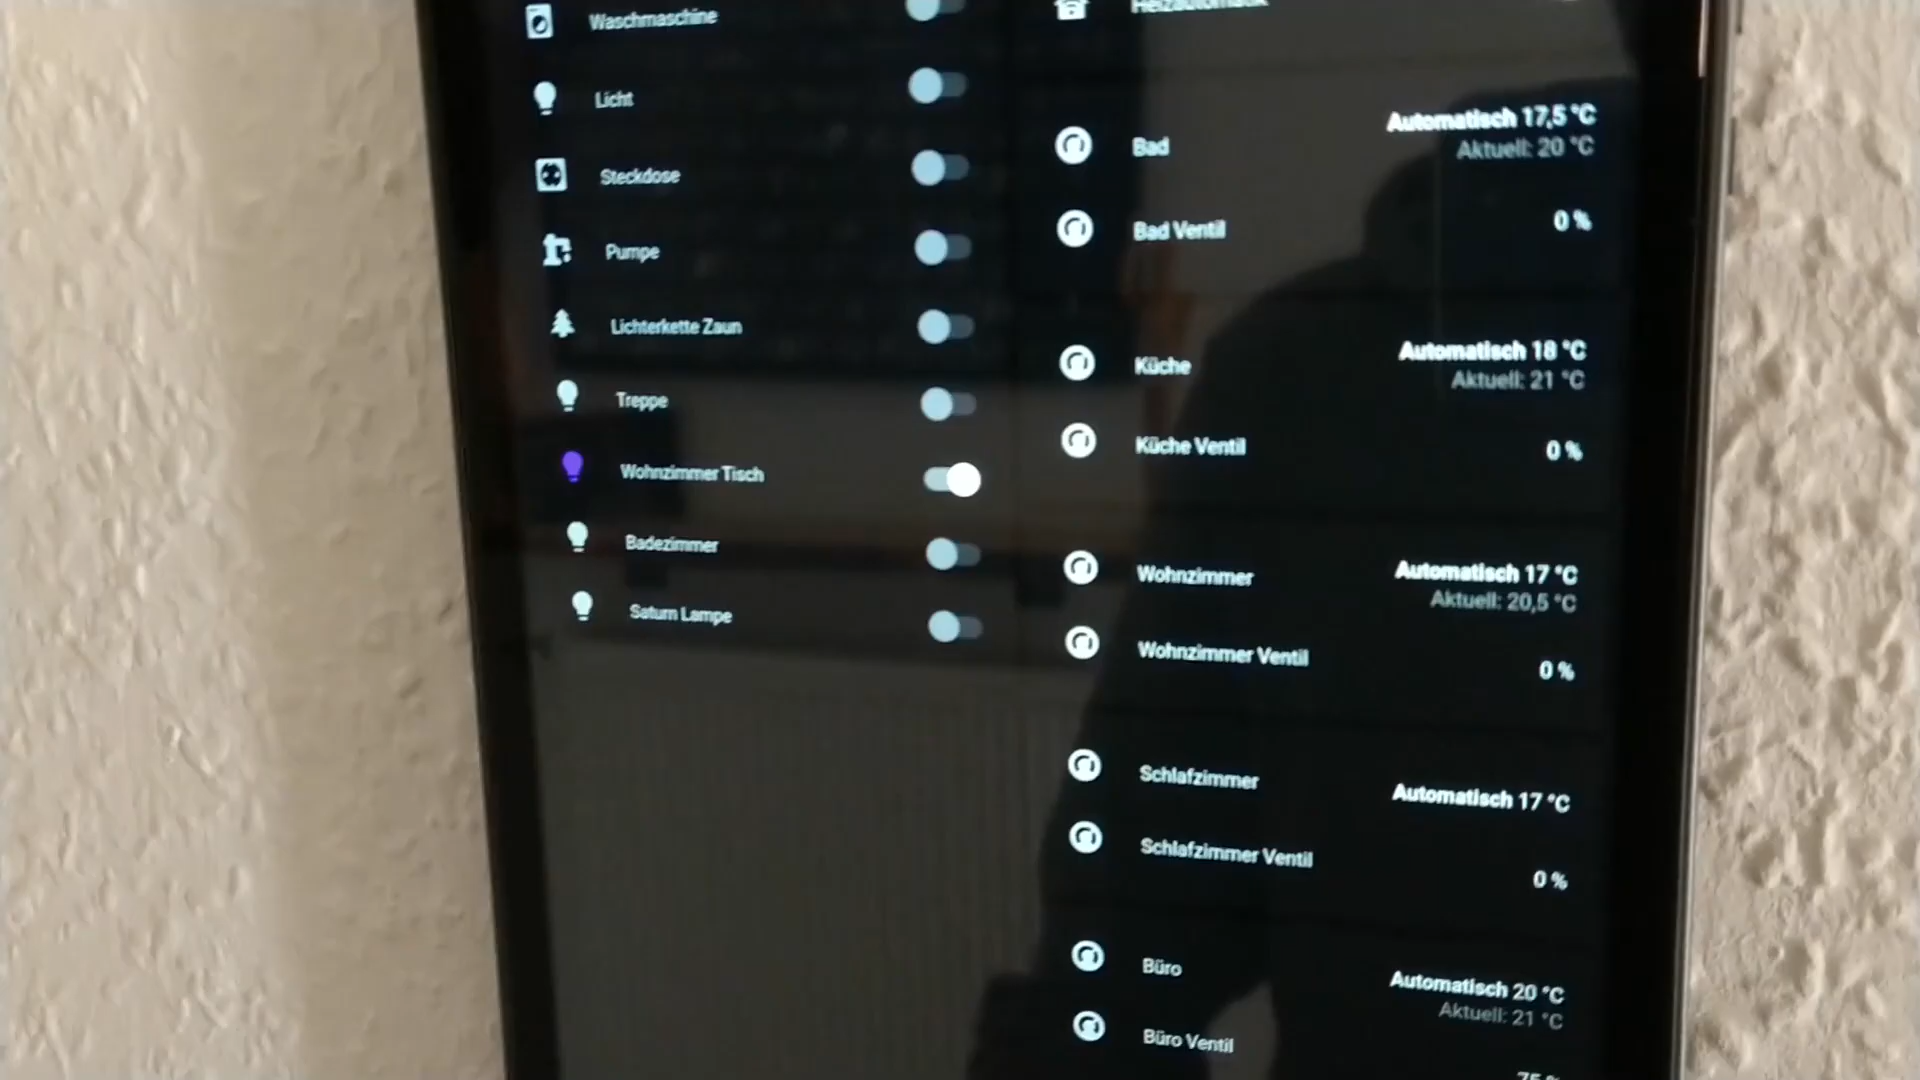 Waschmaschine
Licht
Steckdose
Pumpe
Lichterkette Zaun
Treppe
Wohnzimmer Tisch
Badezimmer
Saturn Lampe
Heizautomatik
Bad
Automatisch 17,5 °C
Aktuell: 20 °C
Bad Ventil
0 %
Küche
Automatisch 18 °C
Aktuell: 21 °C
Küche Ventil
0 %
Wohnzimmer
Automatisch 17 °C
Aktuell: 20,5 °C
Wohnzimmer Ventil
0 %
Schlafzimmer
Automatisch 17 °C
Schlafzimmer Ventil
0 %
Büro
Automatisch 20 °C
Aktuell: 21 °C
Büro Ventil